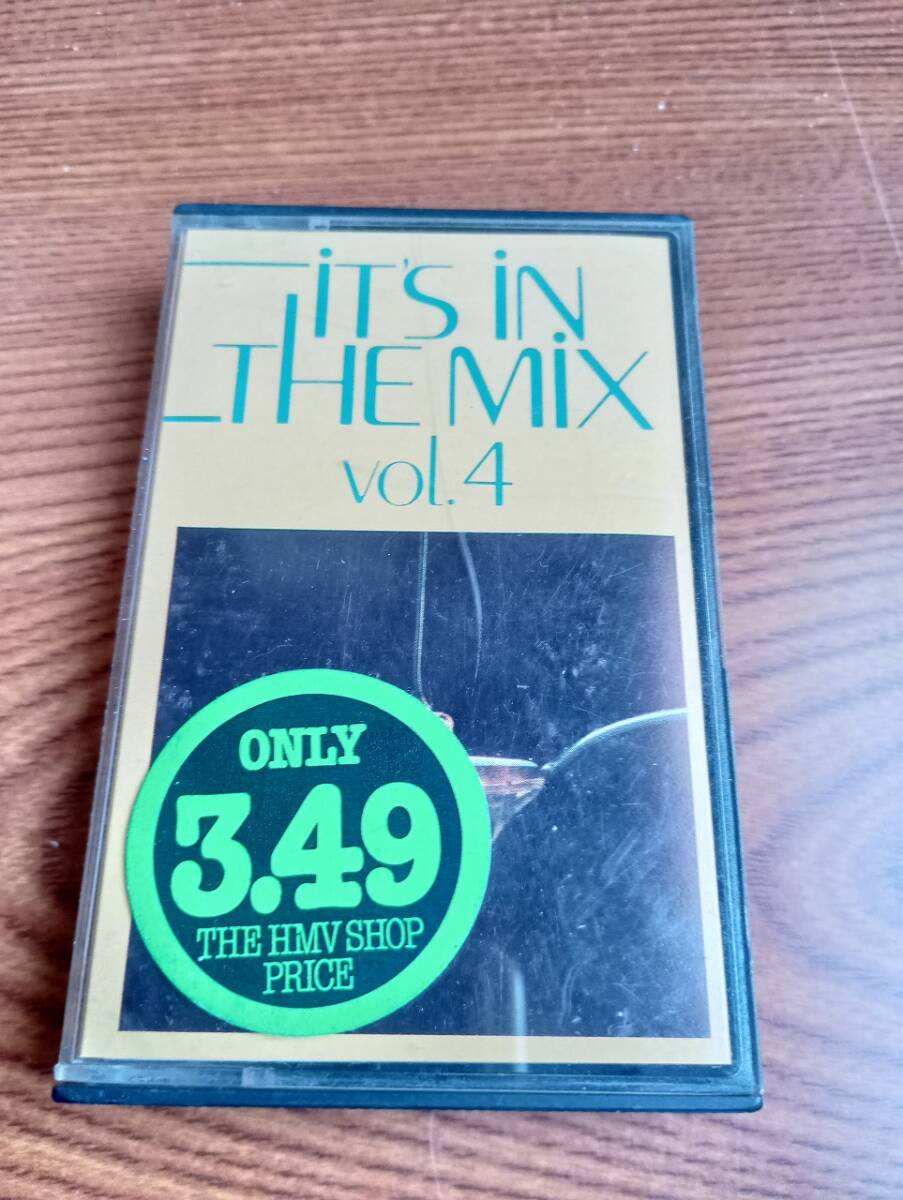 iT'S iN
THE MiX
vol. 4
ONLY
3.49
THE HMV SHOP
PRICE